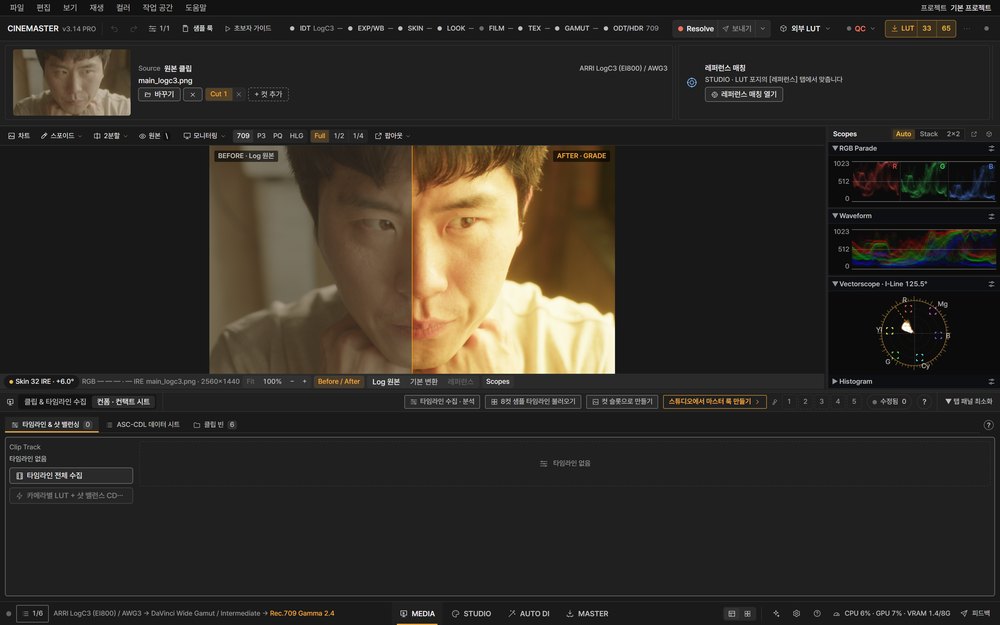 파일 편집 보기 재생 컬러 작업 공간 도움말 프로젝트 기본 프로젝트
CINEMASTER v3.14 PRO 1/1 샘플 룩 초보자 가이드 IDT LogC3 EXP/WB SKIN LOOK FILM TEX GAMUT ODT/HDR 709 Resolve 보내기 외부 LUT QC LUT 33 65
Source 원본 클립
main_logc3.png
바꾸기 × Cut 1 × + 컷 추가
ARRI LogC3 (EI800) / AWG3
레퍼런스 매칭
STUDIO · LUT 포지의 [레퍼런스] 탭에서 맞춥니다
레퍼런스 매칭 열기
차트 스포이드 2분할 원본 \ 모니터링 709 P3 PQ HLG Full 1/2 1/4 팝아웃
Scopes Auto Stack 2×2
BEFORE · Log 원본
AFTER · GRADE
RGB Parade
1023
512
0
R G B
Waveform
1023
512
0
Vectorscope · I-Line 125.5°
R Mg
Yl B
G Cy
Histogram
Skin 32 IRE · +6.0° RGB — — — · — IRE main_logc3.png · 2560×1440 Fit 100% − + Before / After Log 원본 기본 변환 레퍼런스 Scopes
클립 & 타임라인 수집 컨폼 · 컨택트 시트 타임라인 수집 · 분석 8컷 샘플 타임라인 불러오기 컷 슬롯으로 만들기 스튜디오에서 마스터 룩 만들기 › 1 2 3 4 5 수정됨 0 ? ▼ 탭 패널 최소화
타임라인 & 샷 밸런싱 0 ASC-CDL 데이터 시트 클립 빈 6 ?
Clip Track
타임라인 없음
타임라인 전체 수집
카메라별 LUT + 샷 밸런스 CD···
타임라인 없음
1/6 ARRI LogC3 (EI800) / AWG3 → DaVinci Wide Gamut / Intermediate → Rec.709 Gamma 2.4 MEDIA STUDIO AUTO DI MASTER CPU 6% · GPU 7% · VRAM 1.4/8G 피드백